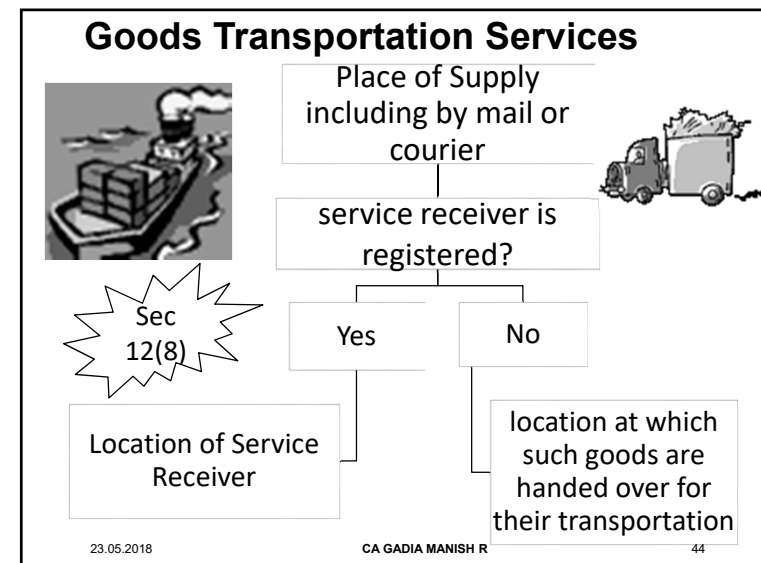 Goods Transportation Services
Place of Supply
including by mail or
courier
service receiver is
registered?
Sec
12(8)
Yes
No
Location of Service
Receiver
location at which
such goods are
handed over for
their transportation
23.05.2018
CA GADIA MANISH R
44